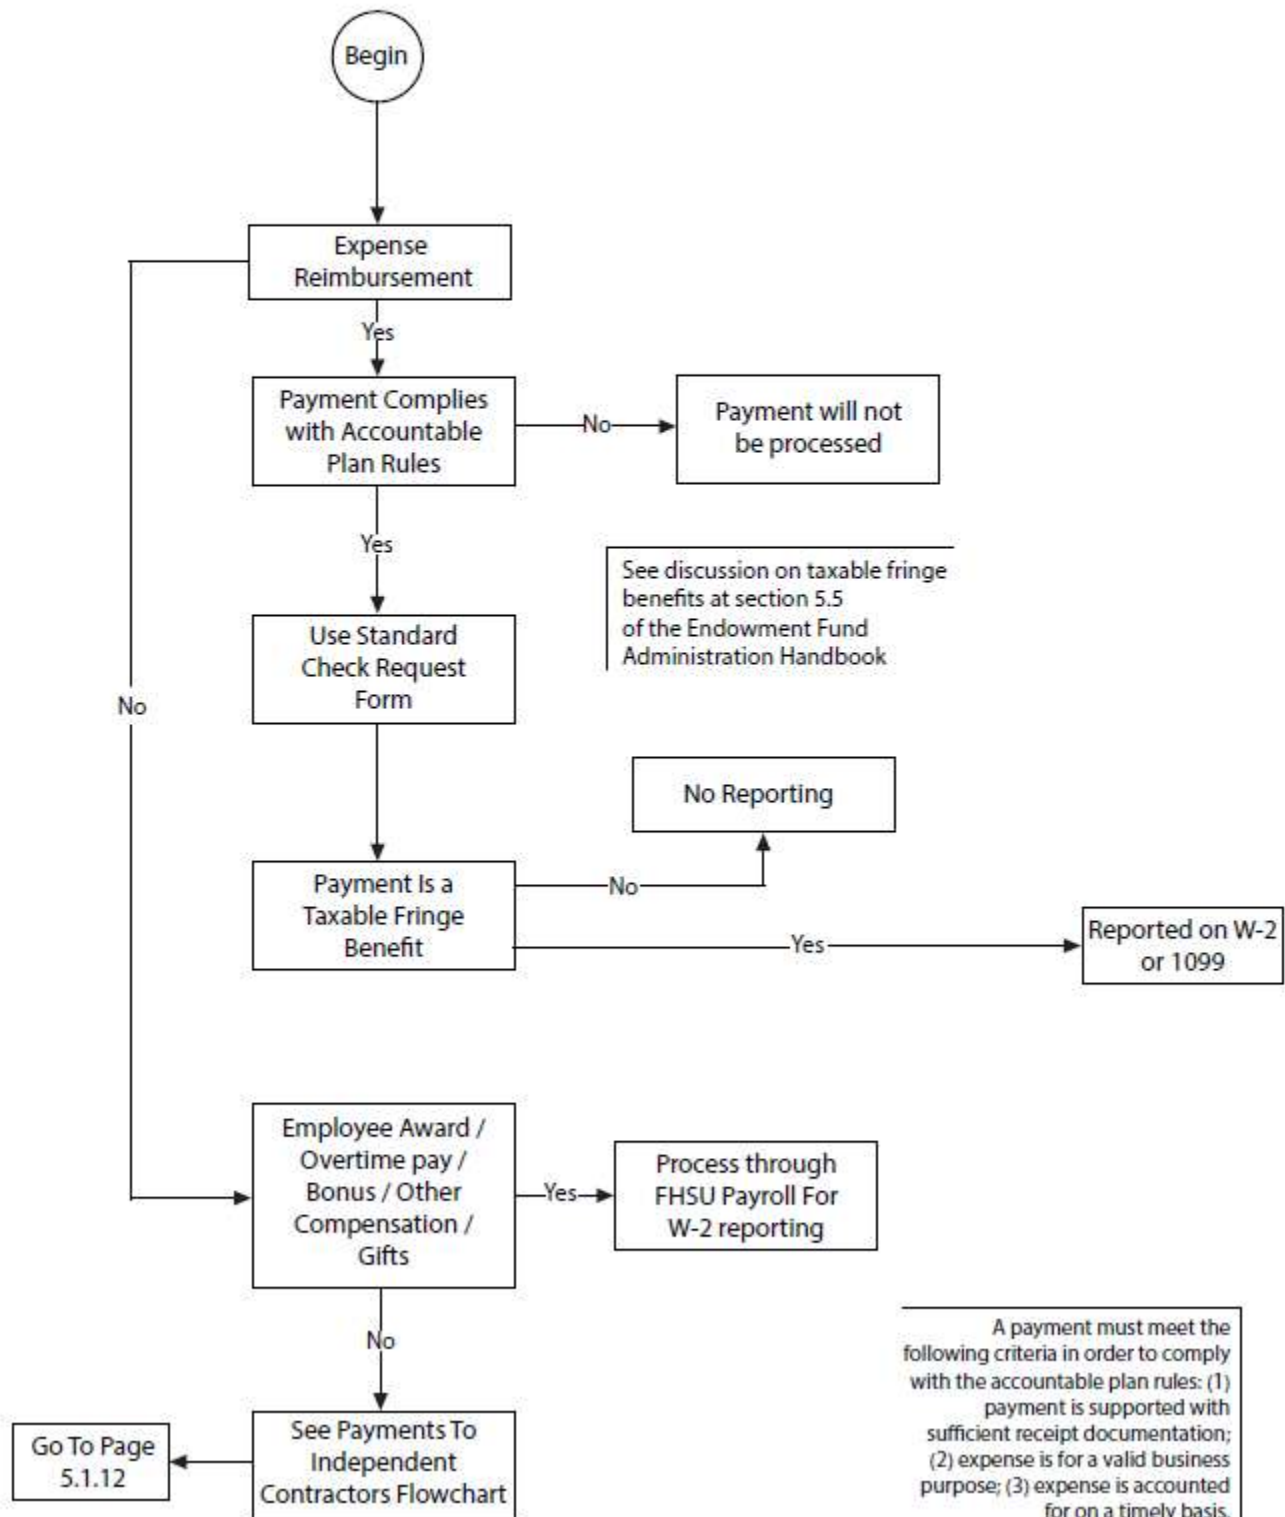 Begin
Expense
Reimbursement
Yes
Payment Complies
with Accountable
Plan Rules
No
Payment will not
be processed
Yes
See discussion on taxable fringe
benefits at section 5.5
of the Endowment Fund
Administration Handbook
Use Standard
Check Request
Form
No
No Reporting
Payment Is a
Taxable Fringe
Benefit
No
Yes
Reported on W-2
or 1099
Employee Award /
Overtime pay /
Bonus / Other
Compensation /
Gifts
Yes
Process through
FHSU Payroll For
W-2 reporting
No
See Payments To
Independent
Contractors Flowchart
Go To Page
5.1.12
A payment must meet the
following criteria in order to comply
with the accountable plan rules: (1)
payment is supported with
sufficient receipt documentation;
(2) expense is for a valid business
purpose; (3) expense is accounted
for on a timely basis.